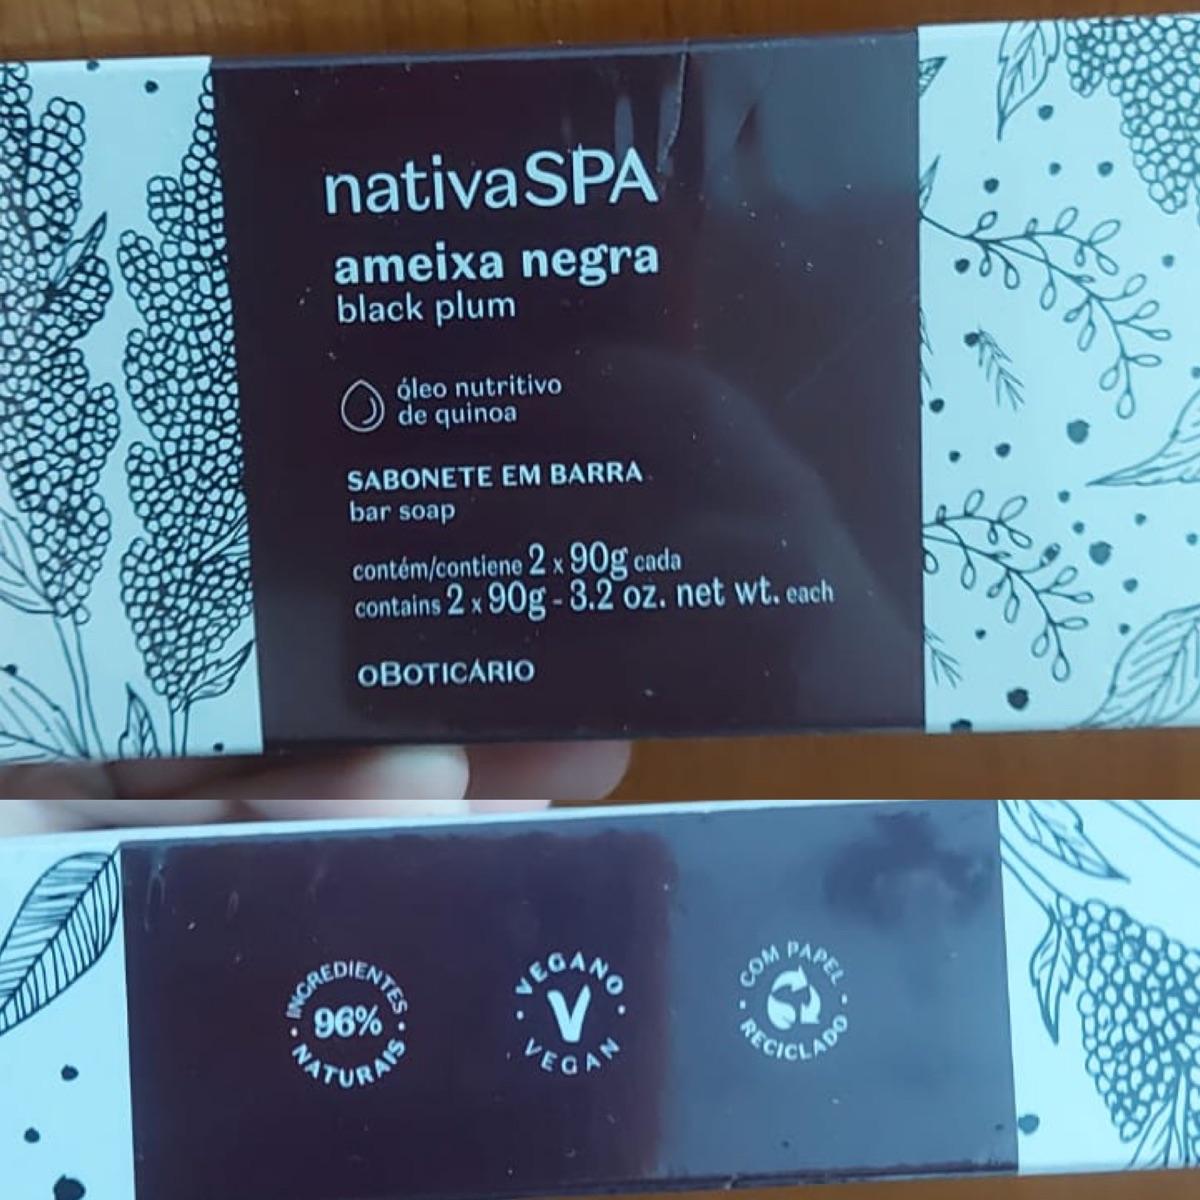 nativaSPA
ameixa negra
black plum
óleo nutritivo
de quinoa
SABONETE EM BARRA
bar soap
contém/contiene 2 x 90g cada
contains 2 x 90g - 3.2 oz. net wt. each
oBOTICÁRIO
INGREDIENTES
96%
NATURAIS
VEGANO
V
VEGAN
COM PAPEL
RECICLADO